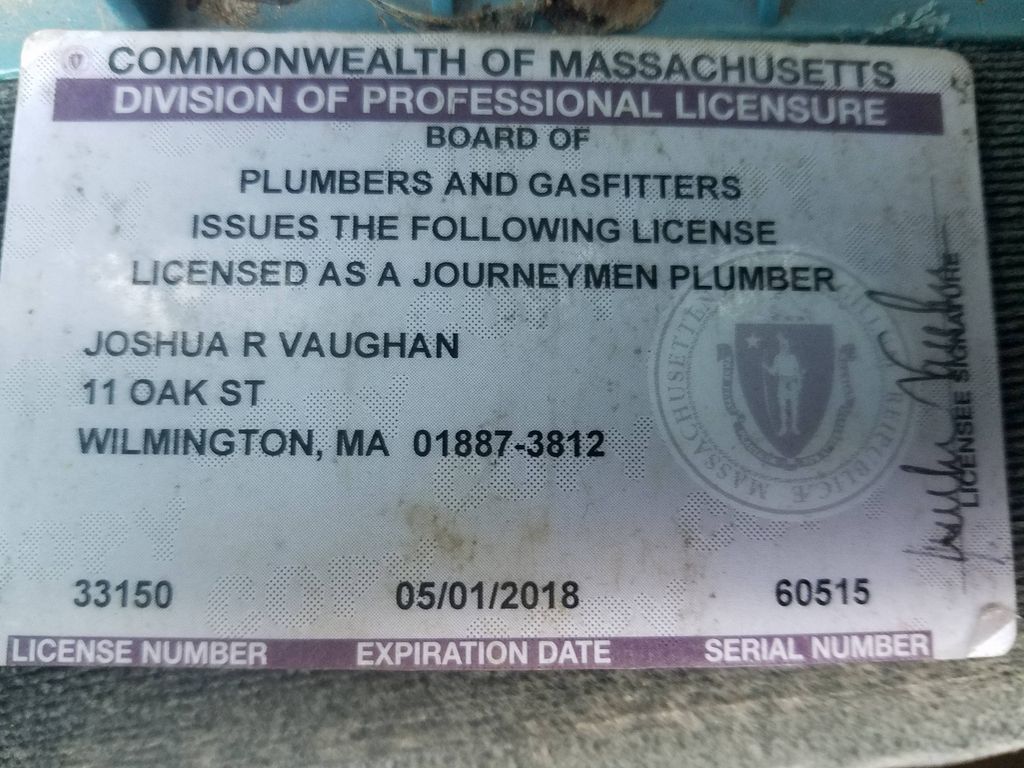 COMMONWEALTH OF MASSACHUSETTS
DIVISION OF PROFESSIONAL LICENSURE
BOARD OF
PLUMBERS AND GASFITTERS
ISSUES THE FOLLOWING LICENSE
LICENSED AS A JOURNEYMEN PLUMBER
JOSHUA R VAUGHAN
11 OAK ST
WILMINGTON, MA 01887-3812
33150 05/01/2018 60515
LICENSE NUMBER EXPIRATION DATE SERIAL NUMBER
LICENSEE SIGNATURE